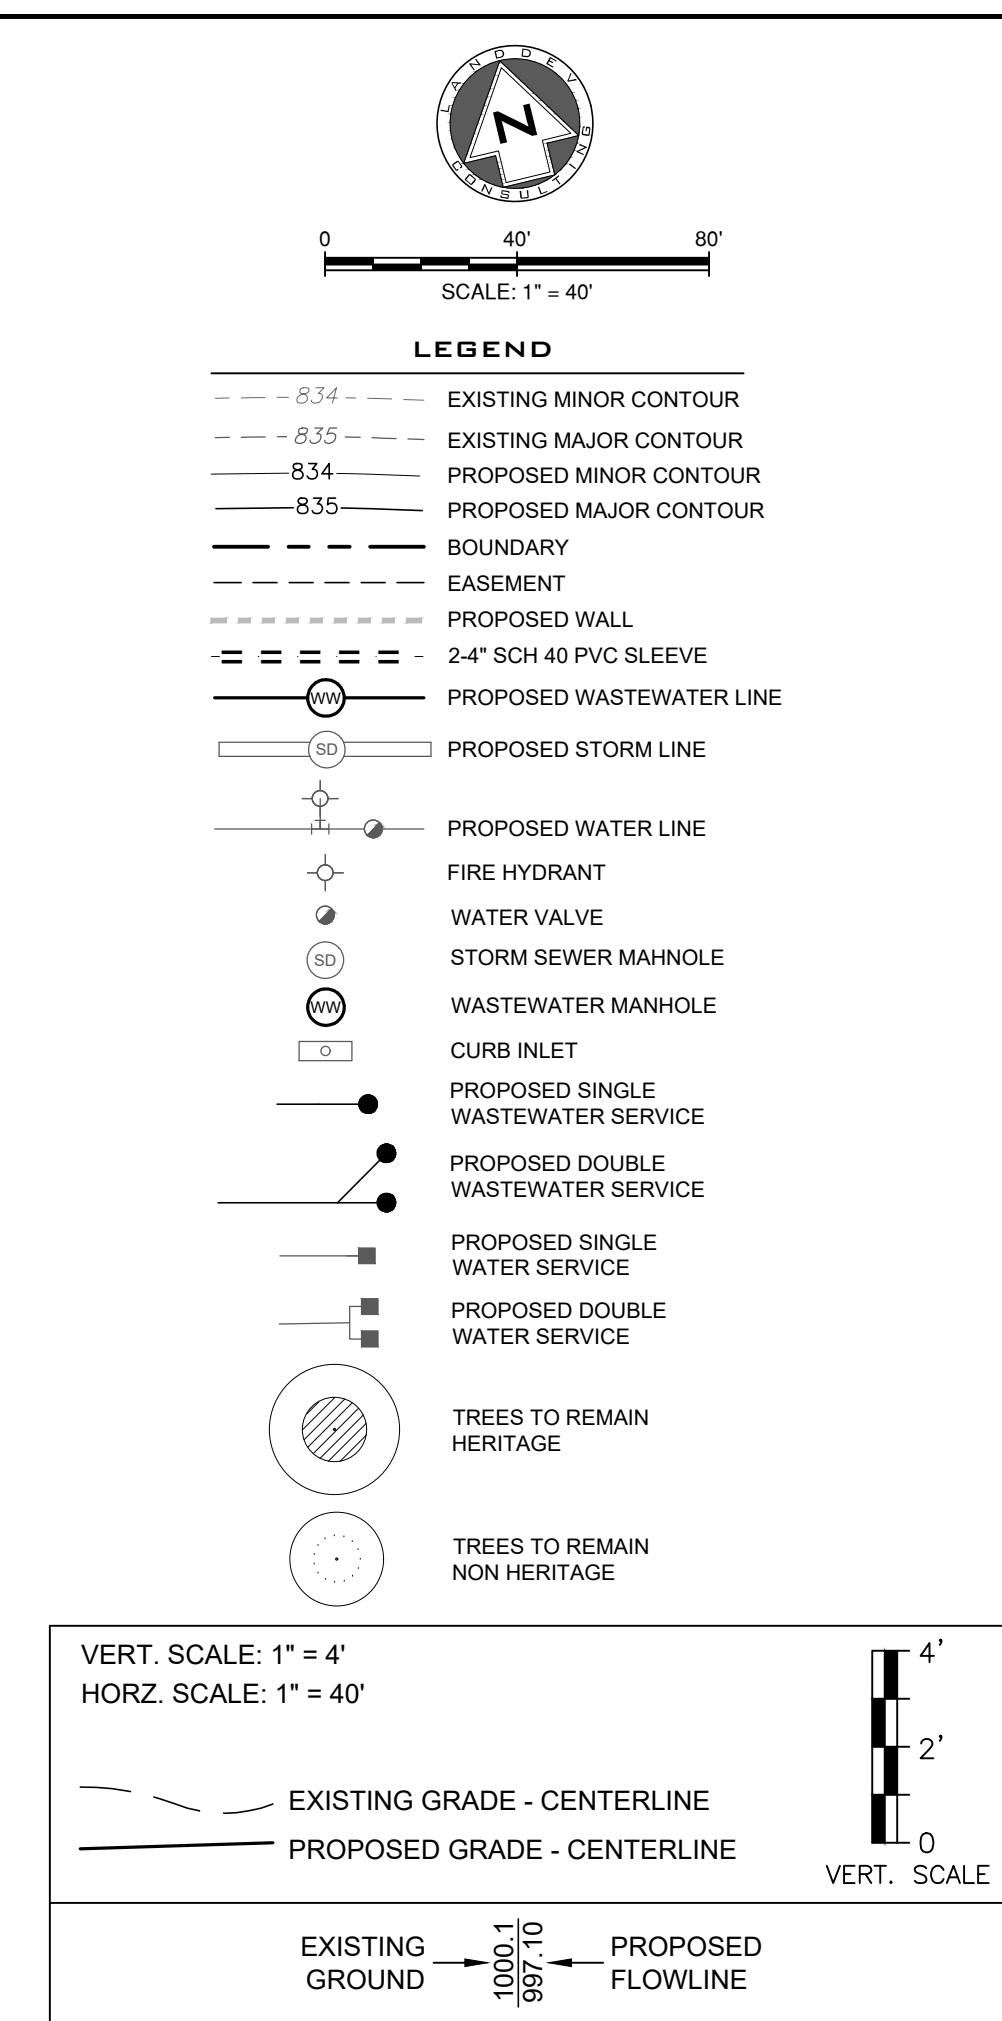 LANDDEV
CONSULTING
N
0 40' 80'
SCALE: 1" = 40'
LEGEND
834 EXISTING MINOR CONTOUR
835 EXISTING MAJOR CONTOUR
834 PROPOSED MINOR CONTOUR
835 PROPOSED MAJOR CONTOUR
BOUNDARY
EASEMENT
PROPOSED WALL
2-4" SCH 40 PVC SLEEVE
WW PROPOSED WASTEWATER LINE
SD PROPOSED STORM LINE
PROPOSED WATER LINE
FIRE HYDRANT
WATER VALVE
SD STORM SEWER MAHNOLE
WW WASTEWATER MANHOLE
CURB INLET
PROPOSED SINGLE
WASTEWATER SERVICE
PROPOSED DOUBLE
WASTEWATER SERVICE
PROPOSED SINGLE
WATER SERVICE
PROPOSED DOUBLE
WATER SERVICE
TREES TO REMAIN
HERITAGE
TREES TO REMAIN
NON HERITAGE
VERT. SCALE: 1" = 4'
HORZ. SCALE: 1" = 40'
EXISTING GRADE - CENTERLINE
PROPOSED GRADE - CENTERLINE
4'
2'
0
VERT. SCALE
EXISTING
GROUND
1000.1
997.10
PROPOSED
FLOWLINE